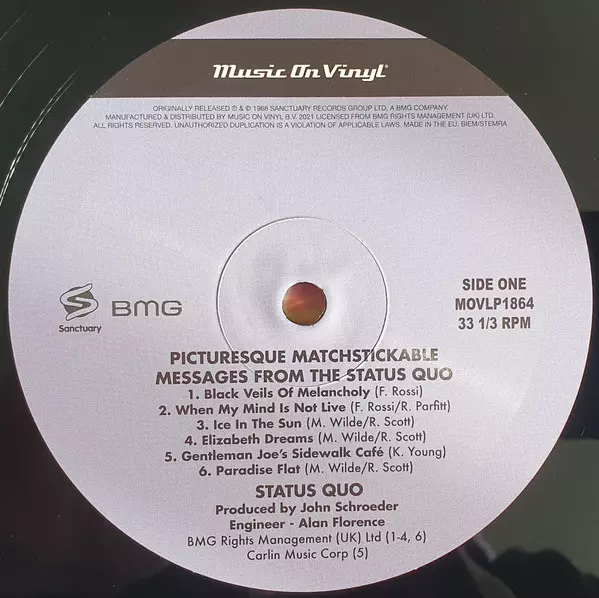 Music On Vinyl®
ORIGINALLY RELEASED ℗ & © 1968 SANCTUARY RECORDS GROUP LTD. A BMG COMPANY.
MANUFACTURED & DISTRIBUTED BY MUSIC ON VINYL B.V. 2021 LICENSED FROM BMG RIGHTS MANAGEMENT (UK) LTD.
ALL RIGHTS RESERVED. UNAUTHORIZED DUPLICATION IS A VIOLATION OF APPLICABLE LAWS. MADE IN THE EU. BIEM/STEMRA
Sanctuary
BMG
SIDE ONE
MOVLP1864
33 1/3 RPM
PICTURESQUE MATCHSTICKABLE
MESSAGES FROM THE STATUS QUO
1. Black Veils Of Melancholy (F. Rossi)
2. When My Mind Is Not Live (F. Rossi/R. Parfitt)
3. Ice In The Sun (M. Wilde/R. Scott)
4. Elizabeth Dreams (M. Wilde/R. Scott)
5. Gentleman Joe's Sidewalk Café (K. Young)
6. Paradise Flat (M. Wilde/R. Scott)
STATUS QUO
Produced by John Schroeder
Engineer - Alan Florence
BMG Rights Management (UK) Ltd (1-4, 6)
Carlin Music Corp (5)